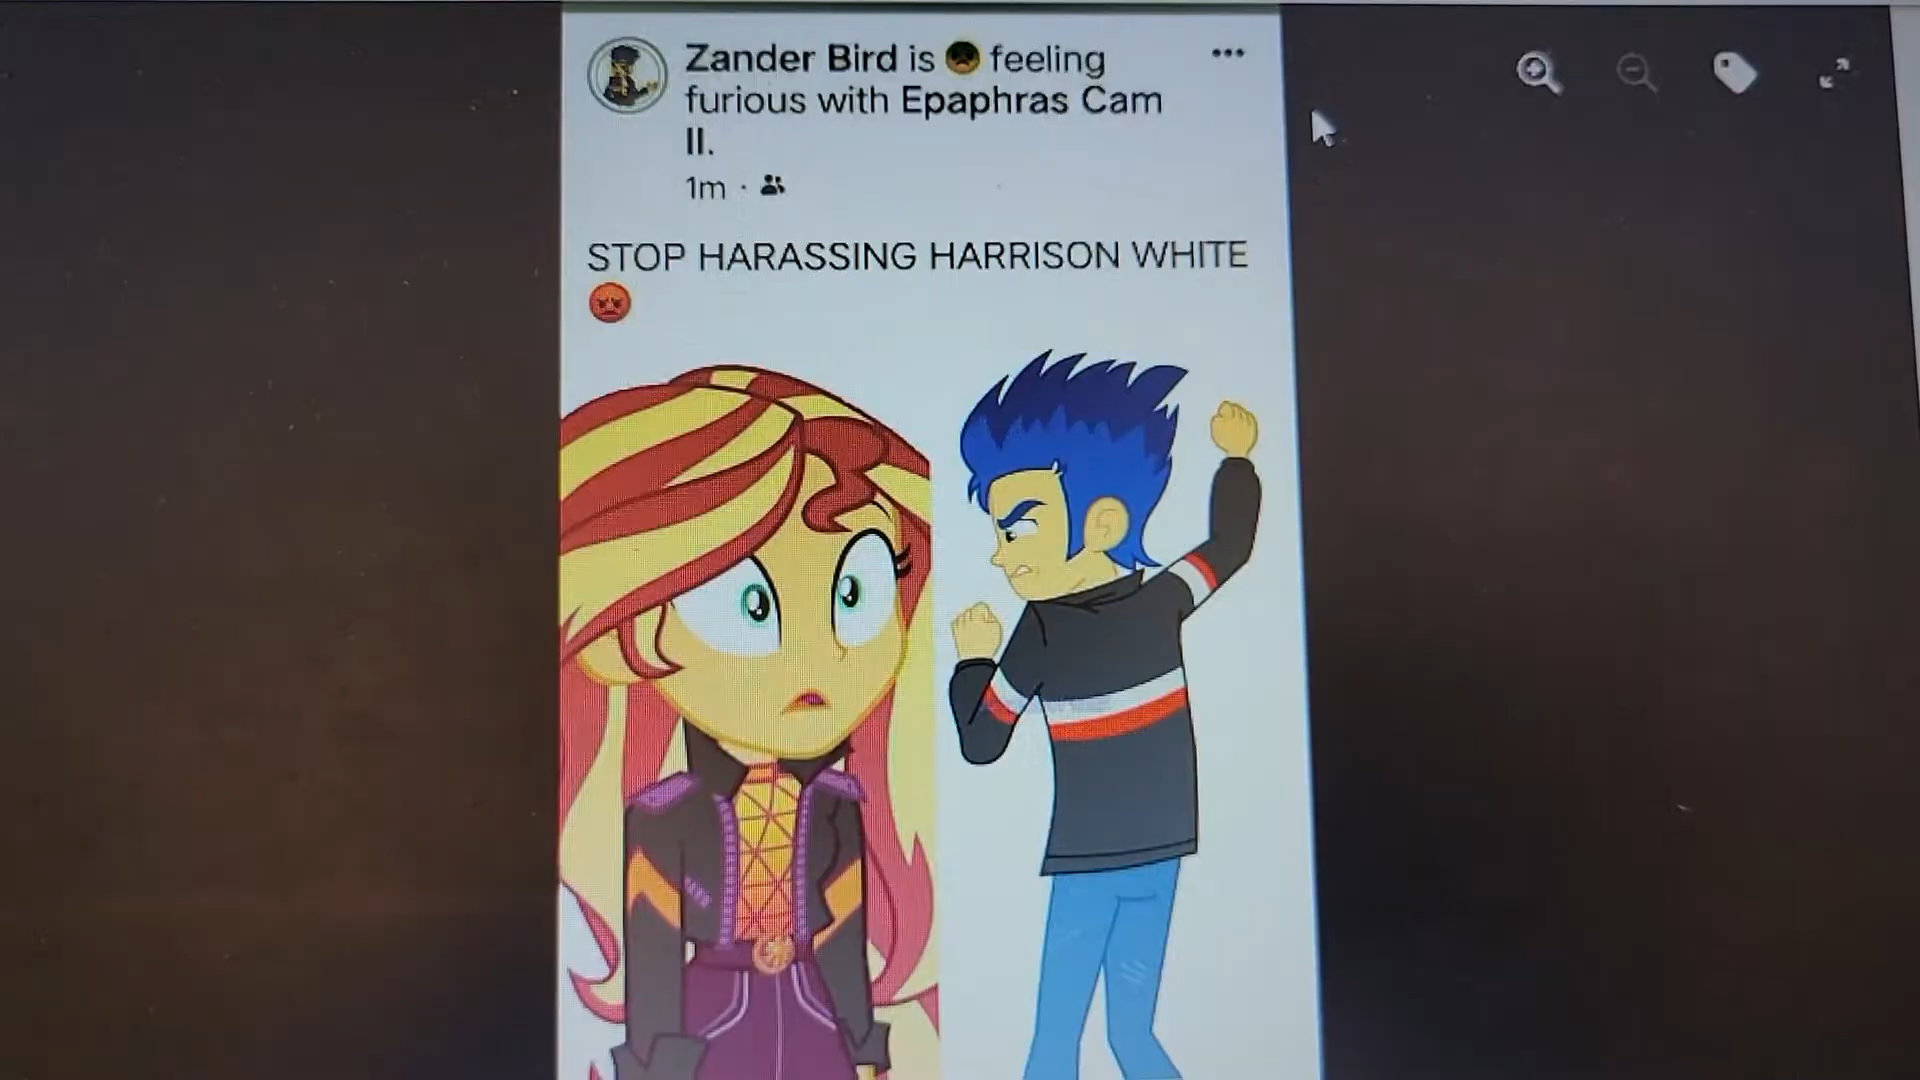 Zander Bird is feeling
furious with Epaphras Cam
II.
1m ·
STOP HARASSING HARRISON WHITE